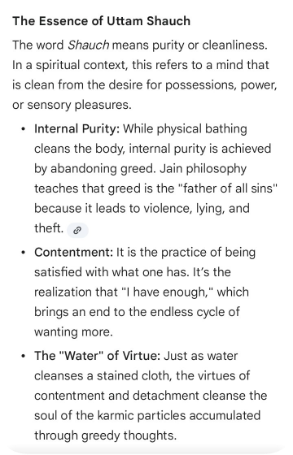 The Essence of Uttam Shauch
The word Shauch means purity or cleanliness.
In a spiritual context, this refers to a mind that
is clean from the desire for possessions, power,
or sensory pleasures.
• Internal Purity: While physical bathing
cleans the body, internal purity is achieved
by abandoning greed. Jain philosophy
teaches that greed is the "father of all sins"
because it leads to violence, lying, and
theft.
• Contentment: It is the practice of being
satisfied with what one has. It's the
realization that "I have enough," which
brings an end to the endless cycle of
wanting more.
• The "Water" of Virtue: Just as water
cleanses a stained cloth, the virtues of
contentment and detachment cleanse the
soul of the karmic particles accumulated
through greedy thoughts.